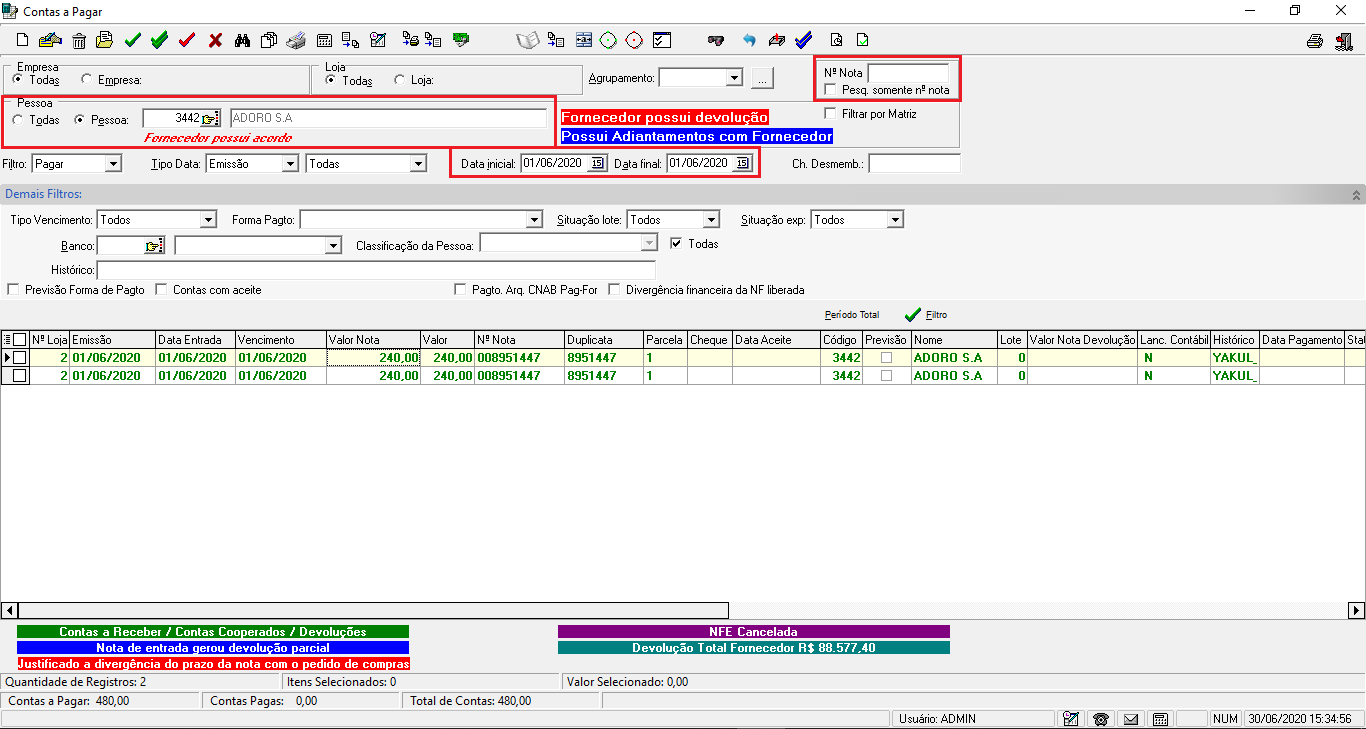 Contas a Pagar
Empresa
Todas Empresa:
Loja
Todas Loja:
Agrupamento: ...
Nº Nota
Pesq. somente nº nota
Pessoa
Todas Pessoa: 3442 ADORO S.A
Fornecedor possui acordo
Fornecedor possui devolução
Possui Adiantamentos com Fornecedor
Filtrar por Matriz
Filtro: Pagar Tipo Data: Emissão Todas Data inicial: 01/06/2020 15 Data final: 01/06/2020 15 Ch. Desmemb.:
Demais Filtros:
Tipo Vencimento: Todos Forma Pagto: Situação lote: Todos Situação exp: Todos
Banco: Classificação da Pessoa: Todas
Histórico:
Previsão Forma de Pagto Contas com aceite Pagto. Arq. CNAB Pag-For Divergência financeira da NF liberada
Período Total Filtro
Nº Loja Emissão Data Entrada Vencimento Valor Nota Valor Nº Nota Duplicata Parcela Cheque Data Aceite Código Previsão Nome Lote Valor Nota Devolução Lanc. Contábil Histórico Data Pagamento Stat
2 01/06/2020 01/06/2020 01/06/2020 240,00 240,00 008951447 8951447 1 3442 ADORO S.A 0 N YAKUL_
2 01/06/2020 01/06/2020 01/06/2020 240,00 240,00 008951447 8951447 1 3442 ADORO S.A 0 N YAKUL_
Contas a Receber / Contas Cooperados / Devoluções NFE Cancelada
Nota de entrada gerou devolução parcial Devolução Total Fornecedor R$ 88.577,40
Justificado a divergência do prazo da nota com o pedido de compras
Quantidade de Registros: 2 Itens Selecionados: 0 Valor Selecionado: 0,00
Contas a Pagar: 480,00 Contas Pagas: 0,00 Total de Contas: 480,00
Usuário: ADMIN NUM 30/06/2020 15:34:56